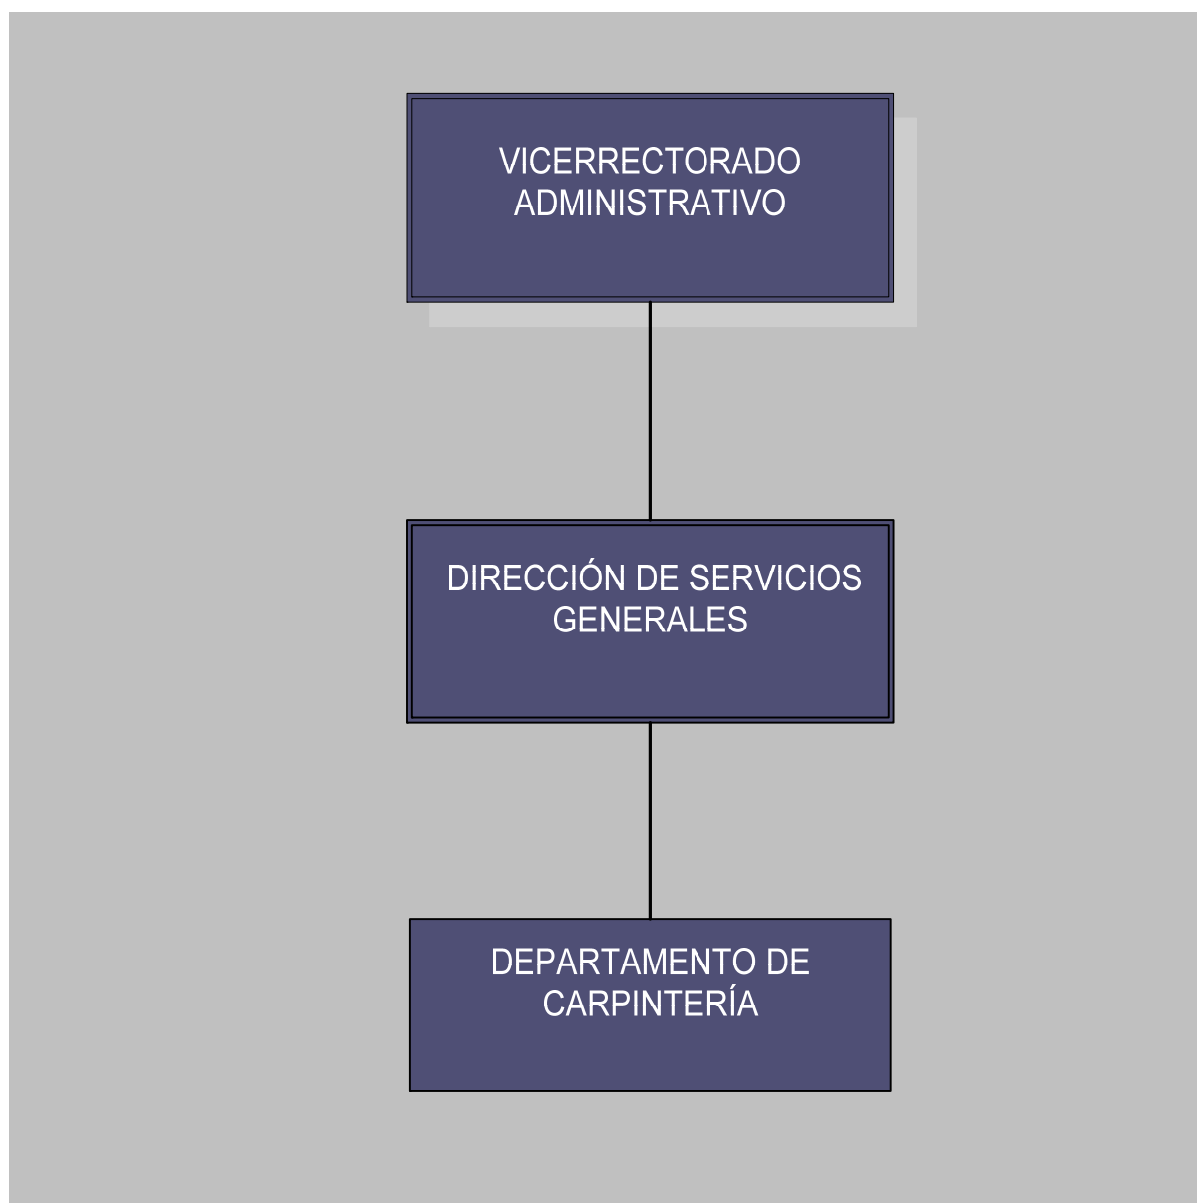 VICERRECTORADO
ADMINISTRATIVO
DIRECCIÓN DE SERVICIOS
GENERALES
DEPARTAMENTO DE
CARPINTERÍA